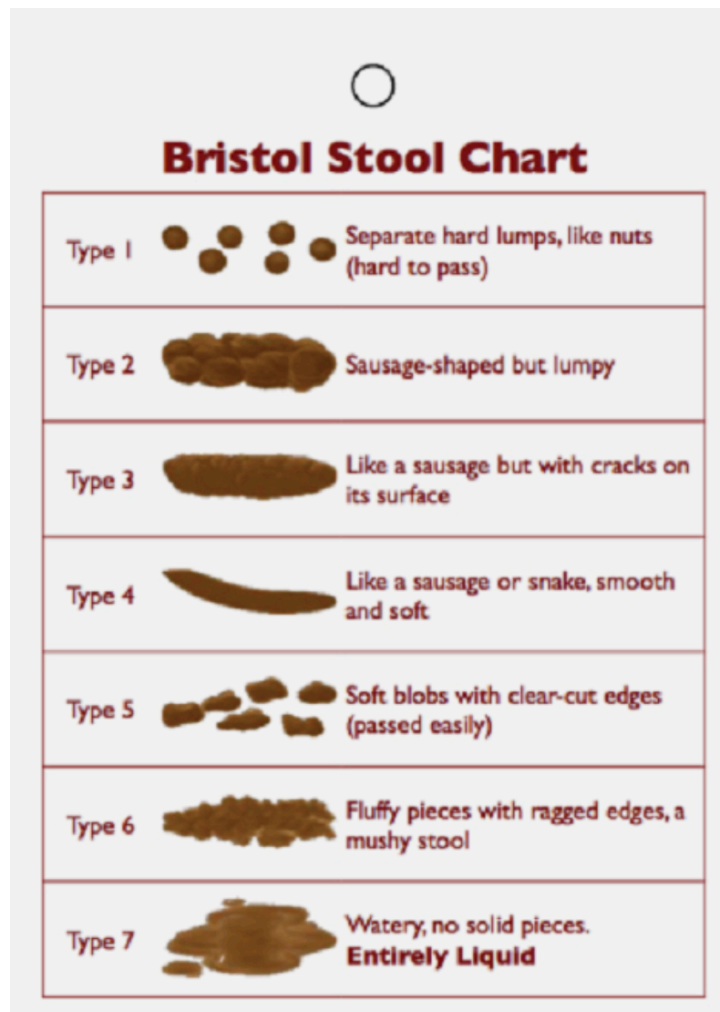 Bristol Stool Chart
Type 1
Separate hard lumps, like nuts
(hard to pass)
Type 2
Sausage-shaped but lumpy
Type 3
Like a sausage but with cracks on
its surface
Type 4
Like a sausage or snake, smooth
and soft
Type 5
Soft blobs with clear-cut edges
(passed easily)
Type 6
Fluffy pieces with ragged edges, a
mushy stool
Type 7
Watery, no solid pieces.
Entirely Liquid